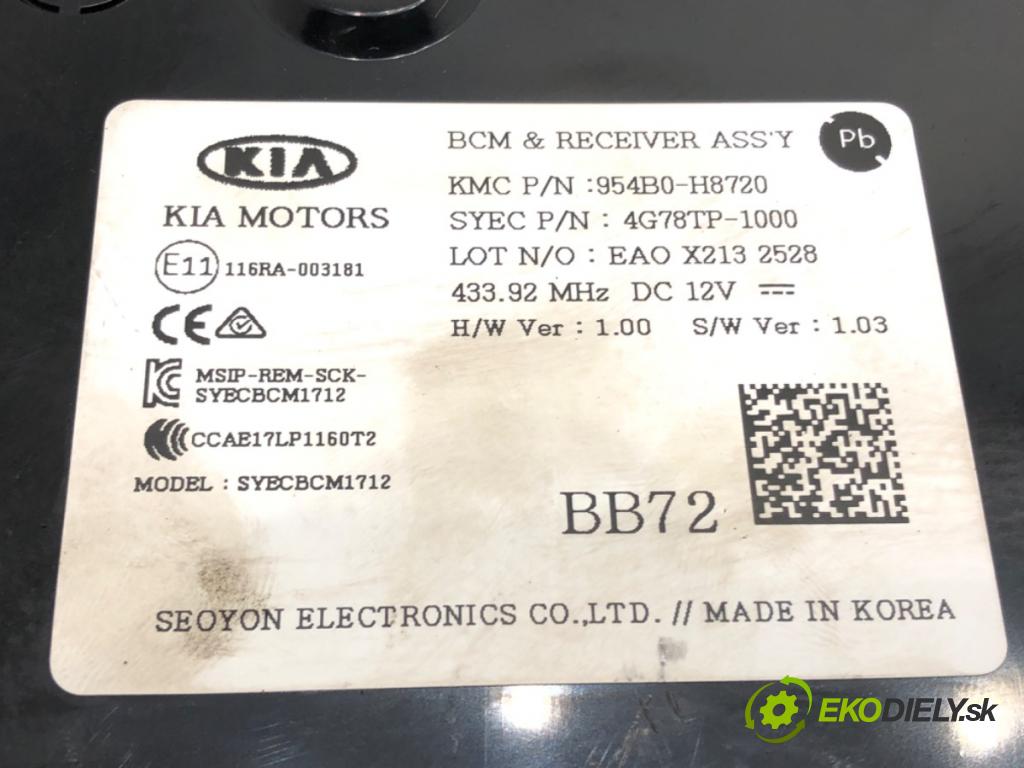 KIA
KIA MOTORS
E11 116RA-003181
CE
KC MSIP-REM-SCK-
SYECBCM1712
CCAE17LP1160T2
MODEL : SYECBCM1712
BCM & RECEIVER ASS'Y
Pb
KMC P/N :954B0-H8720
SYEC P/N : 4G78TP-1000
LOT N/O : EAO X213 2528
433.92 MHz DC 12V
H/W Ver : 1.00 S/W Ver : 1.03
BB72
SEOYON ELECTRONICS CO.,LTD. // MADE IN KOREA
EKODIELY.sk